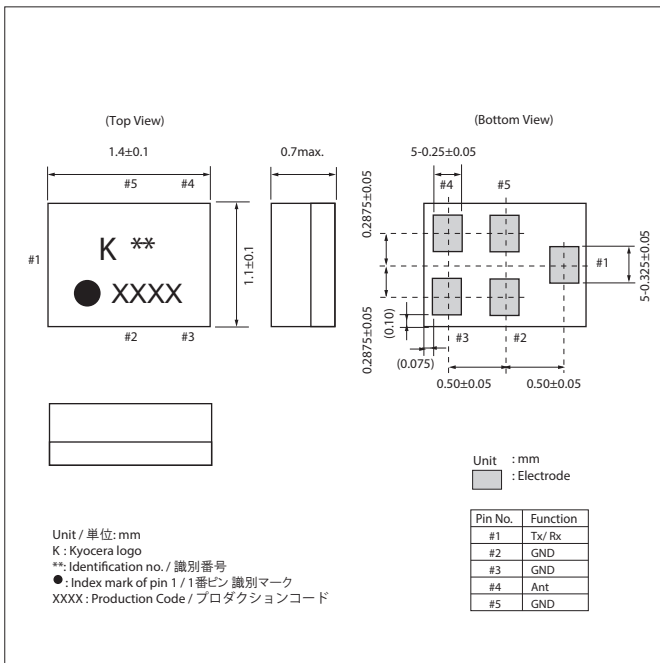 (Top View)
(Bottom View)
1.4±0.1
0.7max.
5-0.25±0.05
#5 #4
#4 #5
#1
K **
XXXX
1.1±0.1
#2 #3
0.2875±0.05
0.2875±0.05
(0.10)
(0.075)
#1
5-0.325±0.05
#3 #2
0.50±0.05 0.50±0.05
Unit : mm
: Electrode
Unit / 単位: mm
K : Kyocera logo
**: Identification no. / 識別番号
●: Index mark of pin 1 / 1番ピン 識別マーク
XXXX : Production Code / プロダクションコード
Pin No. Function
#1 Tx/ Rx
#2 GND
#3 GND
#4 Ant
#5 GND